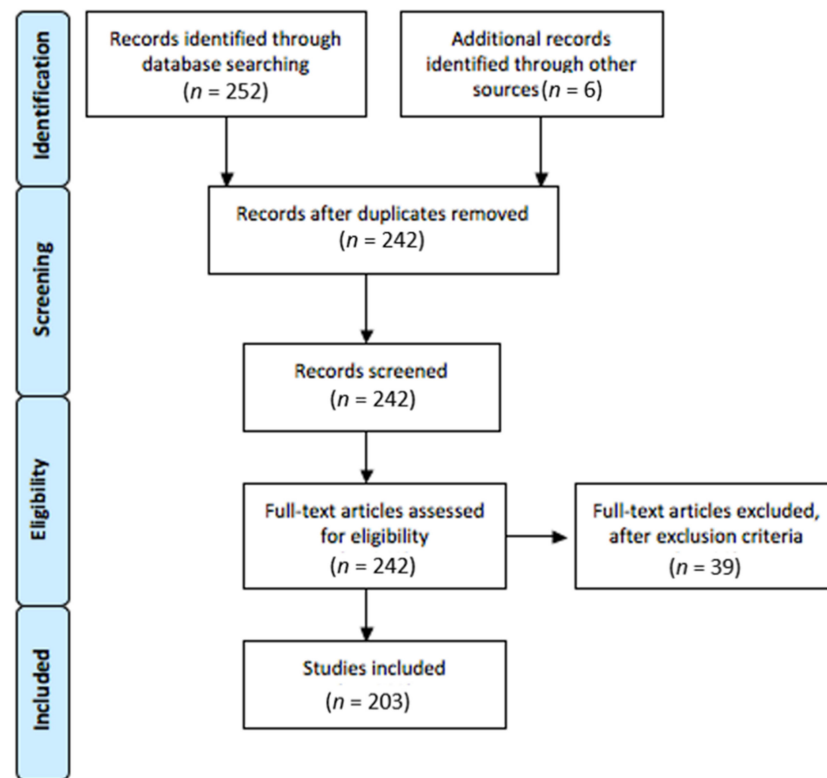 Identification
Records identified through
database searching
(n = 252)
Additional records
identified through other
sources(n = 6)
Screening
Records after duplicates removed
(n = 242)
Records screened
(n = 242)
Eligibility
Full-text articles assessed
for eligibility
(n = 242)
Full-text articles excluded,
after exclusion criteria
(n = 39)
Included
Studies included
(n = 203)